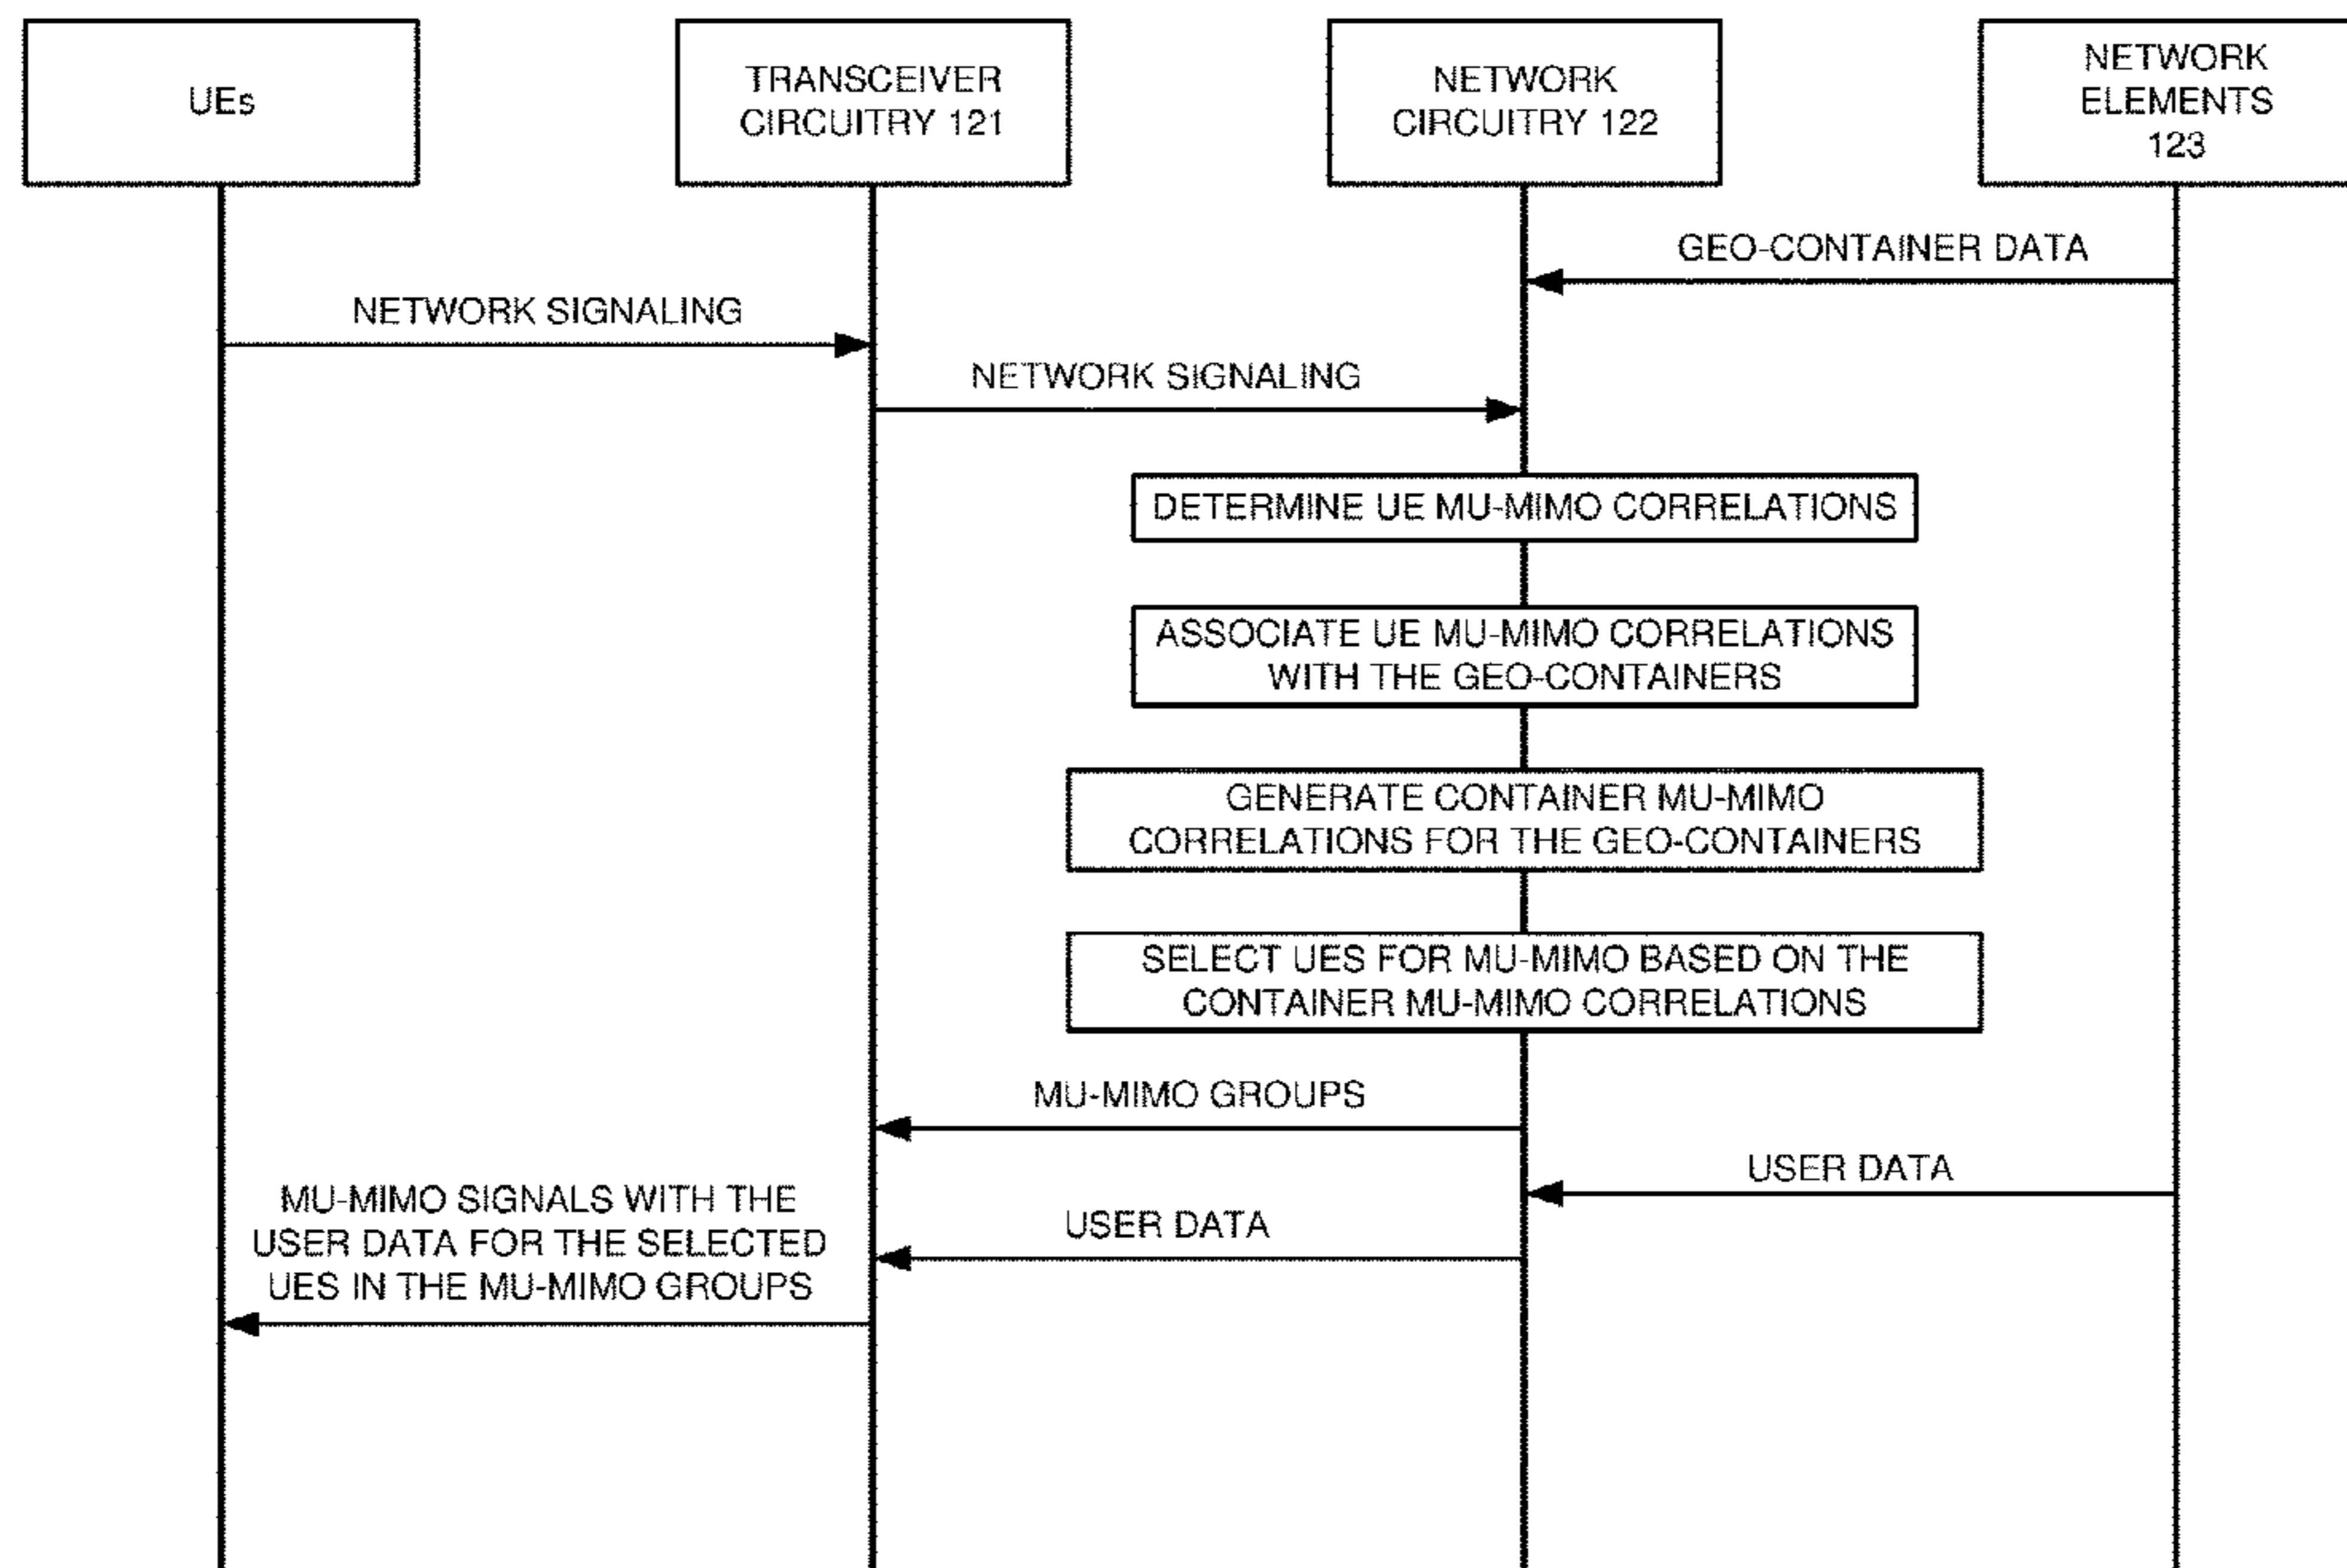 UEs
TRANSCEIVER
CIRCUITRY 121
NETWORK
CIRCUITRY 122
NETWORK
ELEMENTS
123
GEO-CONTAINER DATA
NETWORK SIGNALING
NETWORK SIGNALING
DETERMINE UE MU-MIMO CORRELATIONS
ASSOCIATE UE MU-MIMO CORRELATIONS
WITH THE GEO-CONTAINERS
GENERATE CONTAINER MU-MIMO
CORRELATIONS FOR THE GEO-CONTAINERS
SELECT UES FOR MU-MIMO BASED ON THE
CONTAINER MU-MIMO CORRELATIONS
MU-MIMO GROUPS
USER DATA
USER DATA
MU-MIMO SIGNALS WITH THE
USER DATA FOR THE SELECTED
UES IN THE MU-MIMO GROUPS